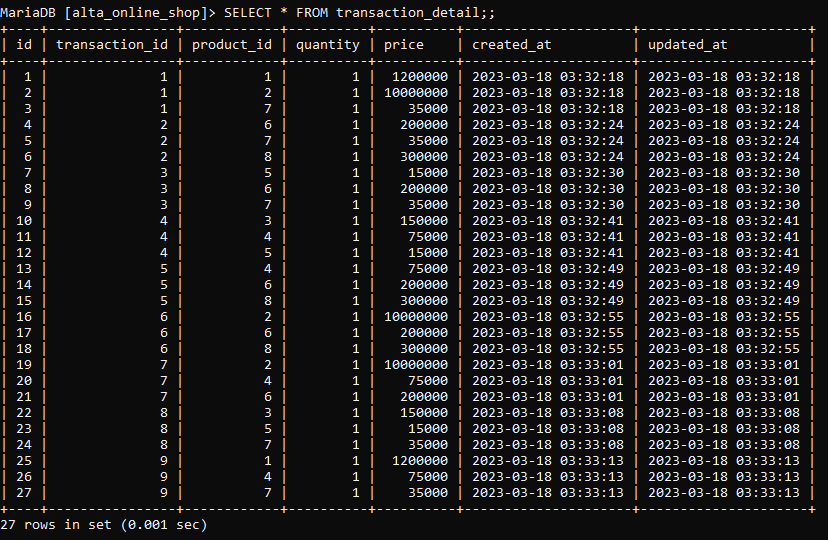 MariaDB [alta_online_shop]> SELECT * FROM transaction_detail;;
+----+----------------+------------+----------+----------+---------------------+---------------------+
| id | transaction_id | product_id | quantity | price    | created_at          | updated_at          |
+----+----------------+------------+----------+----------+---------------------+---------------------+
|  1 |              1 |          1 |        1 |  1200000 | 2023-03-18 03:32:18 | 2023-03-18 03:32:18 |
|  2 |              1 |          2 |        1 | 10000000 | 2023-03-18 03:32:18 | 2023-03-18 03:32:18 |
|  3 |              1 |          7 |        1 |    35000 | 2023-03-18 03:32:18 | 2023-03-18 03:32:18 |
|  4 |              2 |          6 |        1 |   200000 | 2023-03-18 03:32:24 | 2023-03-18 03:32:24 |
|  5 |              2 |          7 |        1 |    35000 | 2023-03-18 03:32:24 | 2023-03-18 03:32:24 |
|  6 |              2 |          8 |        1 |   300000 | 2023-03-18 03:32:24 | 2023-03-18 03:32:24 |
|  7 |              3 |          5 |        1 |    15000 | 2023-03-18 03:32:30 | 2023-03-18 03:32:30 |
|  8 |              3 |          6 |        1 |   200000 | 2023-03-18 03:32:30 | 2023-03-18 03:32:30 |
|  9 |              3 |          7 |        1 |    35000 | 2023-03-18 03:32:30 | 2023-03-18 03:32:30 |
| 10 |              4 |          3 |        1 |   150000 | 2023-03-18 03:32:41 | 2023-03-18 03:32:41 |
| 11 |              4 |          4 |        1 |    75000 | 2023-03-18 03:32:41 | 2023-03-18 03:32:41 |
| 12 |              4 |          5 |        1 |    15000 | 2023-03-18 03:32:41 | 2023-03-18 03:32:41 |
| 13 |              5 |          4 |        1 |    75000 | 2023-03-18 03:32:49 | 2023-03-18 03:32:49 |
| 14 |              5 |          6 |        1 |   200000 | 2023-03-18 03:32:49 | 2023-03-18 03:32:49 |
| 15 |              5 |          8 |        1 |   300000 | 2023-03-18 03:32:49 | 2023-03-18 03:32:49 |
| 16 |              6 |          2 |        1 | 10000000 | 2023-03-18 03:32:55 | 2023-03-18 03:32:55 |
| 17 |              6 |          6 |        1 |   200000 | 2023-03-18 03:32:55 | 2023-03-18 03:32:55 |
| 18 |              6 |          8 |        1 |   300000 | 2023-03-18 03:32:55 | 2023-03-18 03:32:55 |
| 19 |              7 |          2 |        1 | 10000000 | 2023-03-18 03:33:01 | 2023-03-18 03:33:01 |
| 20 |              7 |          4 |        1 |    75000 | 2023-03-18 03:33:01 | 2023-03-18 03:33:01 |
| 21 |              7 |          6 |        1 |   200000 | 2023-03-18 03:33:01 | 2023-03-18 03:33:01 |
| 22 |              8 |          3 |        1 |   150000 | 2023-03-18 03:33:08 | 2023-03-18 03:33:08 |
| 23 |              8 |          5 |        1 |    15000 | 2023-03-18 03:33:08 | 2023-03-18 03:33:08 |
| 24 |              8 |          7 |        1 |    35000 | 2023-03-18 03:33:08 | 2023-03-18 03:33:08 |
| 25 |              9 |          1 |        1 |  1200000 | 2023-03-18 03:33:13 | 2023-03-18 03:33:13 |
| 26 |              9 |          4 |        1 |    75000 | 2023-03-18 03:33:13 | 2023-03-18 03:33:13 |
| 27 |              9 |          7 |        1 |    35000 | 2023-03-18 03:33:13 | 2023-03-18 03:33:13 |
+----+----------------+------------+----------+----------+---------------------+---------------------+
27 rows in set (0.001 sec)